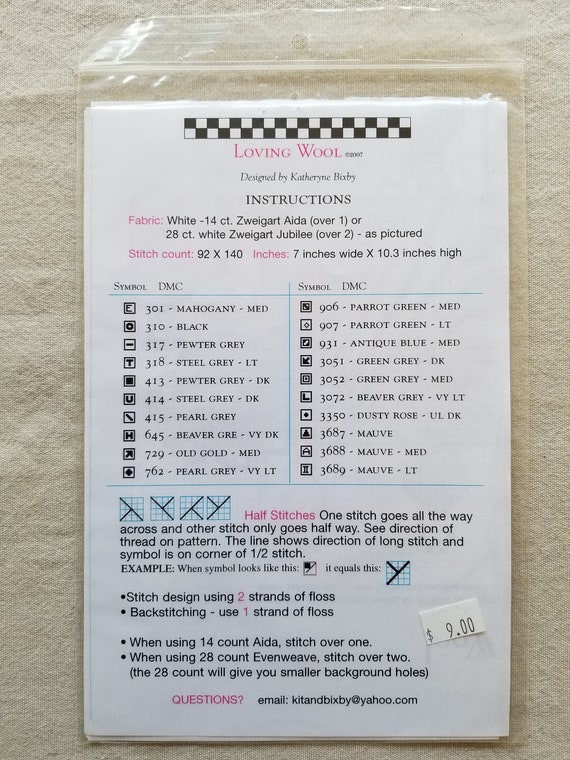 LOVING WOOL ©2007
Designed by Katheryne Bixby
INSTRUCTIONS
Fabric: White -14 ct. Zweigart Aida (over 1) or
28 ct. white Zweigart Jubilee (over 2) - as pictured
Stitch count: 92 X 140 Inches: 7 inches wide X 10.3 inches high
SYMBOL DMC
301 - MAHOGANY - MED
310 - BLACK
317 - PEWTER GREY
318 - STEEL GREY - LT
413 - PEWTER GREY - DK
414 - STEEL GREY - DK
415 - PEARL GREY
645 - BEAVER GRE - VY DK
729 - OLD GOLD - MED
762 - PEARL GREY - VY LT
SYMBOL DMC
906 - PARROT GREEN - MED
907 - PARROT GREEN - LT
931 - ANTIQUE BLUE - MED
3051 - GREEN GREY - DK
3052 - GREEN GREY - MED
3072 - BEAVER GREY - VY LT
3350 - DUSTY ROSE - UL DK
3687 - MAUVE
3688 - MAUVE - MED
3689 - MAUVE - LT
Half Stitches One stitch goes all the way
across and other stitch only goes half way. See direction of
thread on pattern. The line shows direction of long stitch and
symbol is on corner of 1/2 stitch.
EXAMPLE: When symbol looks like this: it equals this:
•Stitch design using 2 strands of floss
• Backstitching - use 1 strand of floss
$ 9.00
• When using 14 count Aida, stitch over one.
• When using 28 count Evenweave, stitch over two.
(the 28 count will give you smaller background holes)
QUESTIONS? email: kitandbixby@yahoo.com